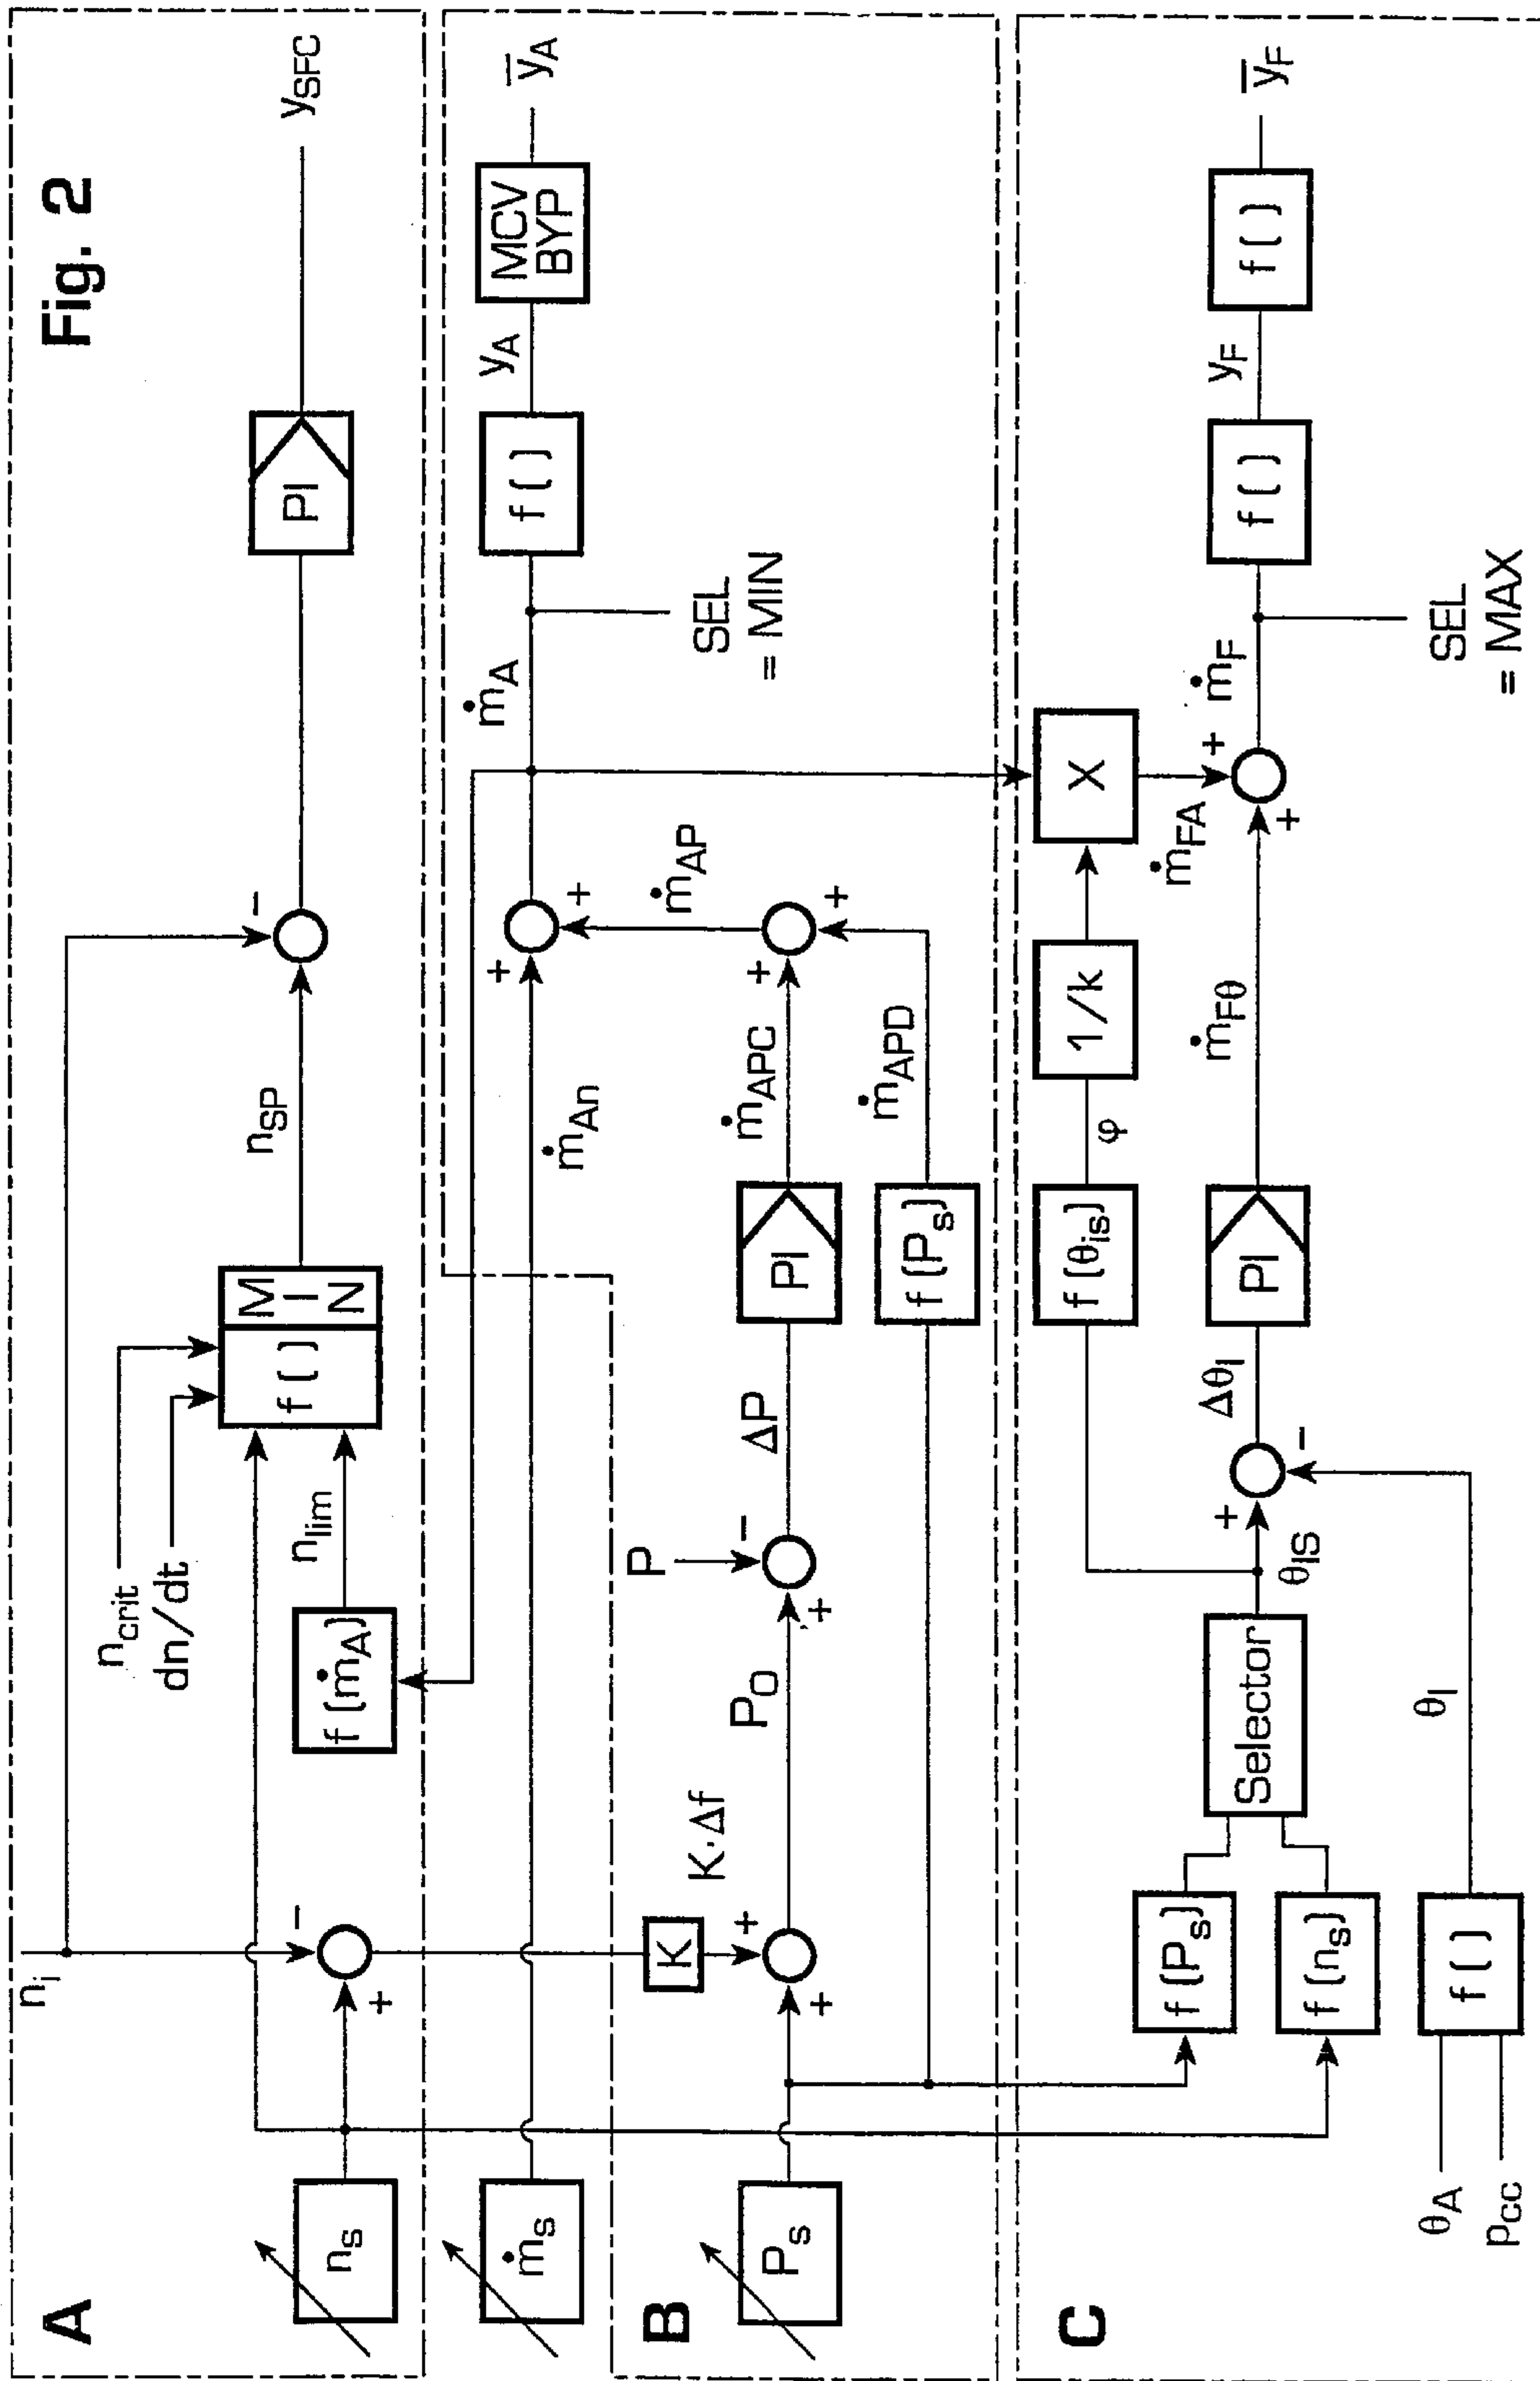 Fig. 2
A
n_i
n_crit
dn/dt
n_s
+
−
f (ṁ_A)
n_lim
f ( )
MIN
n_SP
−
PI
y_SFC
ṁ_s
ṁ_An
+
+
ṁ_A
SEL
= MIN
f ( )
y_A
MCV
BYP
ȳ_A
B
P_s
K
K·Δf
+
+
P_O
P
−
+
ΔP
PI
ṁ_APC
f (P_s)
ṁ_APD
+
+
ṁ_AP
C
f (P_s)
f (n_s)
Selector
θ_IS
f (θ_is)
φ
1/k
X
ṁ_FA
θ_A
p_CC
f ( )
θ_I
+
−
Δθ_I
PI
ṁ_Fθ
+
+
ṁ_F
SEL
= MAX
f ( )
y_F
f ( )
ȳ_F